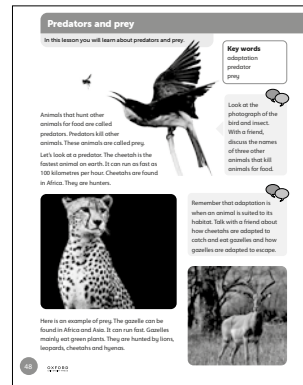 Predators and prey
In this lesson you will learn about predators and prey.
Key words
adaptation
predator
prey
Animals that hunt other
animals for food are called
predators. Predators kill other
animals. These animals are called prey.
Let's look at a predator. The cheetah is the
fastest animal on earth. It can run as fast as
100 kilometres per hour. Cheetahs are found
in Africa. They are hunters.
Look at the
photograph of the
bird and insect.
With a friend,
discuss the names
of three other
animals that kill
animals for food.
Remember that adaptation is
when an animal is suited to its
habitat. Talk with a friend about
how cheetahs are adapted to
catch and eat gazelles and how
gazelles are adapted to escape.
Here is an example of prey. The gazelle can be
found in Africa and Asia. It can run fast. Gazelles
mainly eat green plants. They are hunted by lions,
leopards, cheetahs and hyenas.
48
OXFORD